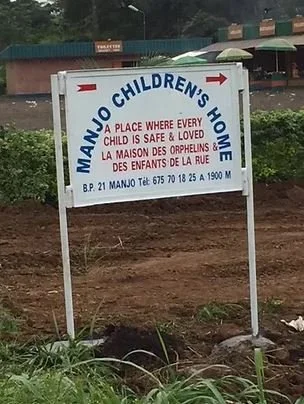 MANJO CHILDREN'S HOME
A PLACE WHERE EVERY
CHILD IS SAFE & LOVED
LA MAISON DES ORPHELINS &
DES ENFANTS DE LA RUE
B.P. 21 MANJO Tél: 675 70 18 25 A 1900 M